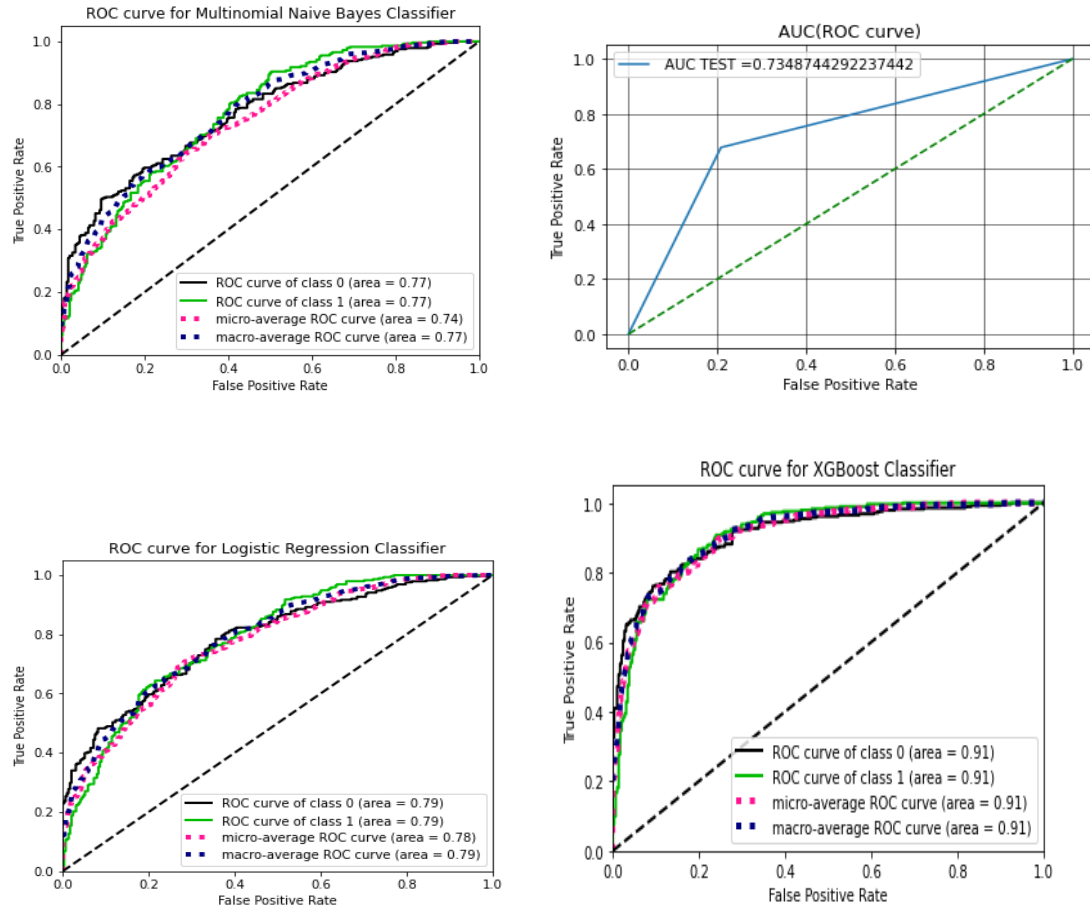 ROC curve for Multinomial Naive Bayes Classifier
1.0
0.8
0.6
0.4
0.2
0.0
True Positive Rate
ROC curve of class 0 (area = 0.77)
ROC curve of class 1 (area = 0.77)
micro-average ROC curve (area = 0.74)
macro-average ROC curve (area = 0.77)
0.0 0.2 0.4 0.6 0.8 1.0
False Positive Rate
AUC(ROC curve)
AUC TEST =0.7348744292237442
1.0
0.8
0.6
0.4
0.2
0.0
True Positive Rate
0.0 0.2 0.4 0.6 0.8 1.0
False Positive Rate
ROC curve for Logistic Regression Classifier
1.0
0.8
0.6
0.4
0.2
0.0
True Positive Rate
ROC curve of class 0 (area = 0.79)
ROC curve of class 1 (area = 0.79)
micro-average ROC curve (area = 0.78)
macro-average ROC curve (area = 0.79)
0.0 0.2 0.4 0.6 0.8 1.0
False Positive Rate
ROC curve for XGBoost Classifier
1.0
0.8
0.6
0.4
0.2
0.0
True Positive Rate
ROC curve of class 0 (area = 0.91)
ROC curve of class 1 (area = 0.91)
micro-average ROC curve (area = 0.91)
macro-average ROC curve (area = 0.91)
0.0 0.2 0.4 0.6 0.8 1.0
False Positive Rate